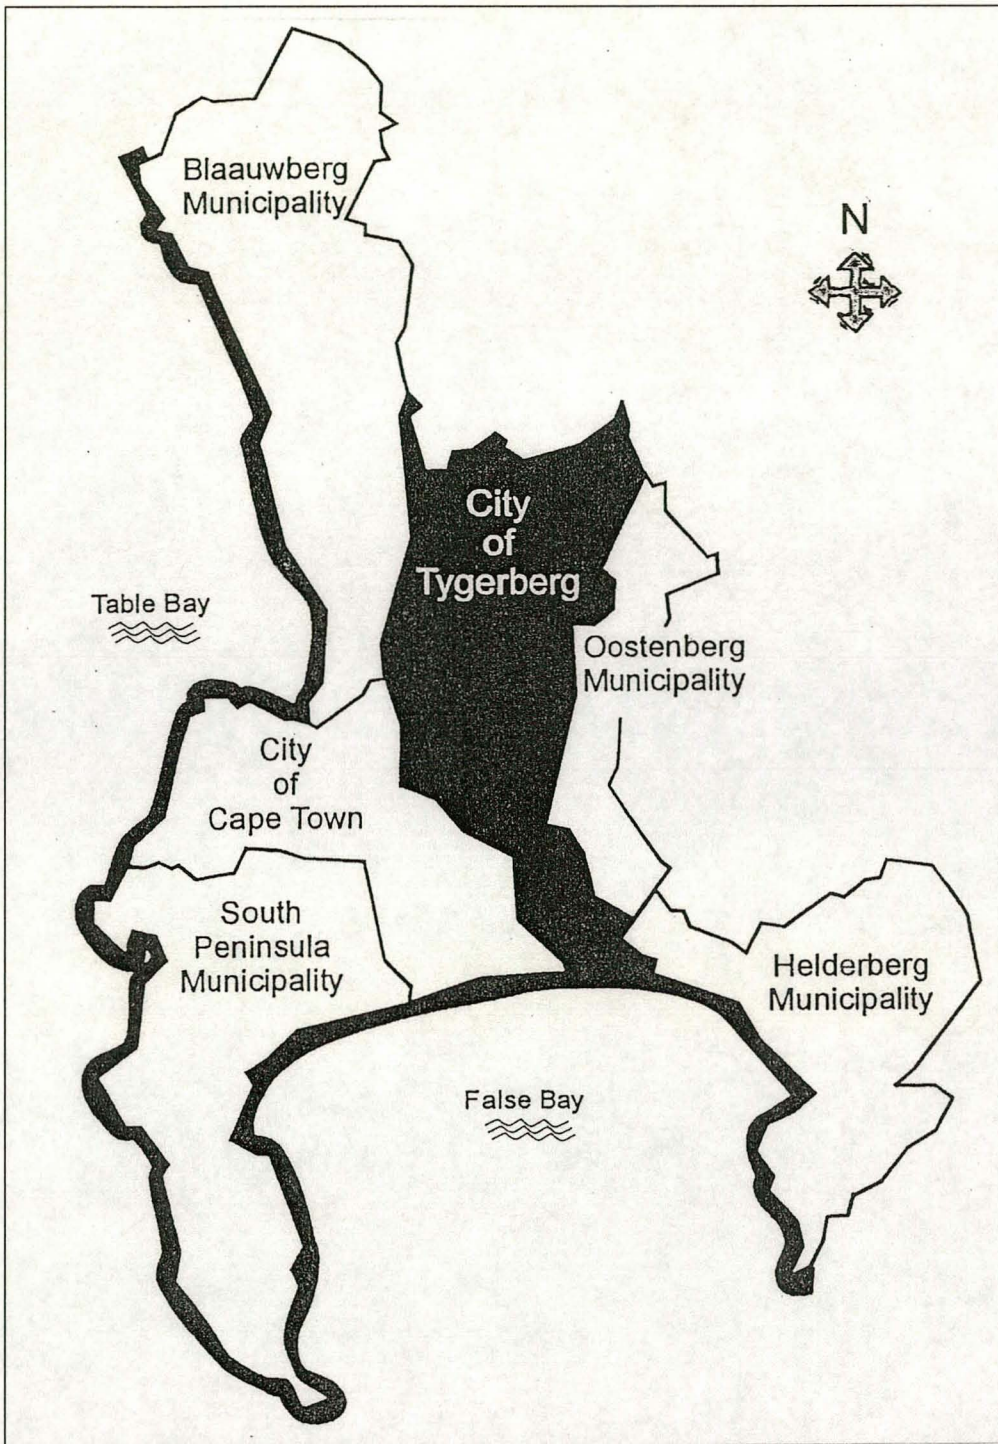 Blaauwberg
Municipality
N
City
of
Tygerberg
Table Bay
Oostenberg
Municipality
City
of
Cape Town
South
Peninsula
Municipality
Helderberg
Municipality
False Bay